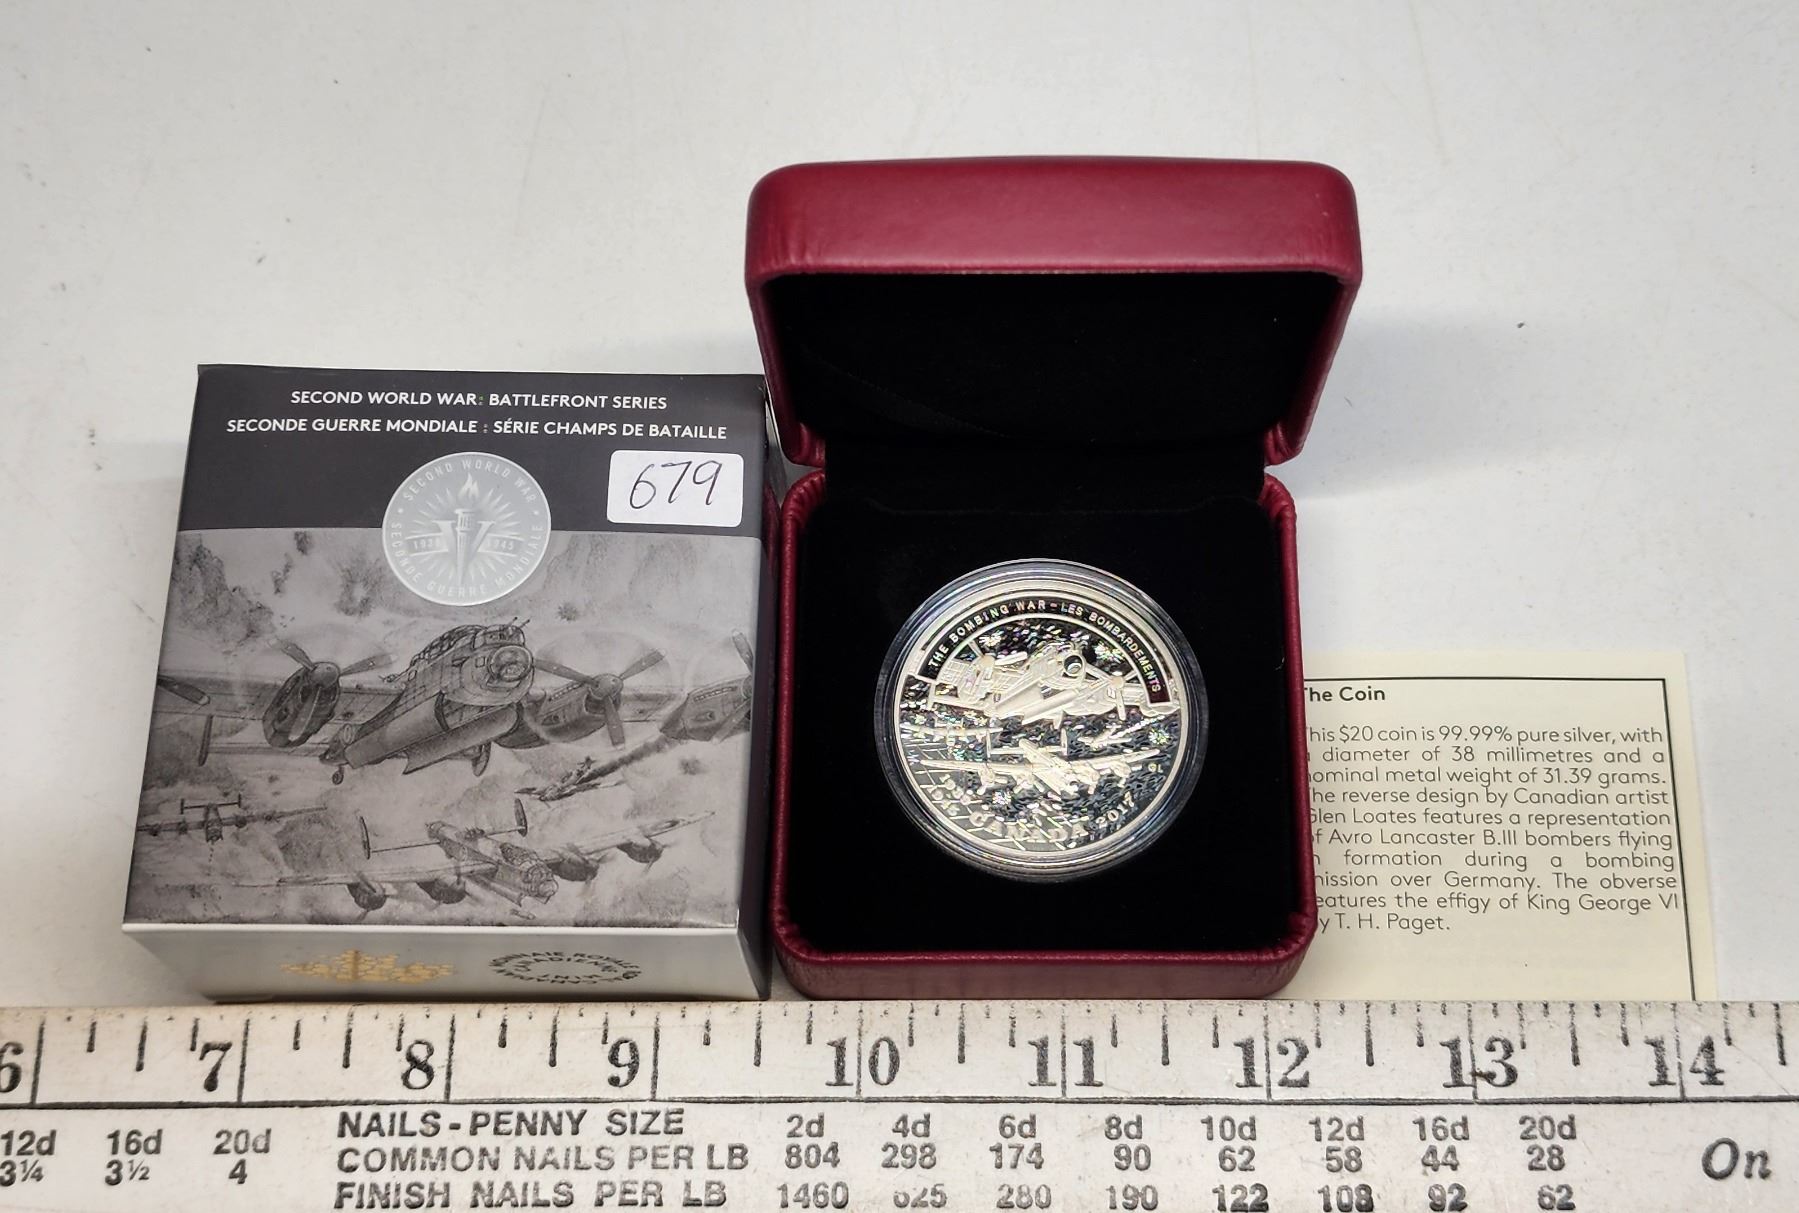 SECOND WORLD WAR: BATTLEFRONT SERIES
SECONDE GUERRE MONDIALE : SÉRIE CHAMPS DE BATAILLE
679
SECOND WORLD WAR
1939 1945
SECONDE GUERRE MONDIALE
THE BOMBING WAR - LES BOMBARDEMENTS
GL
CANADA 2017
The Coin
This $20 coin is 99.99% pure silver, with
diameter of 38 millimetres and a
nominal metal weight of 31.39 grams.
The reverse design by Canadian artist
Glen Loates features a representation
of Avro Lancaster B.III bombers flying
formation during a bombing
mission over Germany. The obverse
features the effigy of King George VI
by T. H. Paget.
6 7 8 9 10 11 12 13 14
NAILS - PENNY SIZE 2d 4d 6d 8d 10d 12d 16d 20d
12d 16d 20d
COMMON NAILS PER LB 804 298 174 90 62 58 44 28
3¼ 3½ 4
On
FINISH NAILS PER LB 1460 625 280 190 122 108 92 62